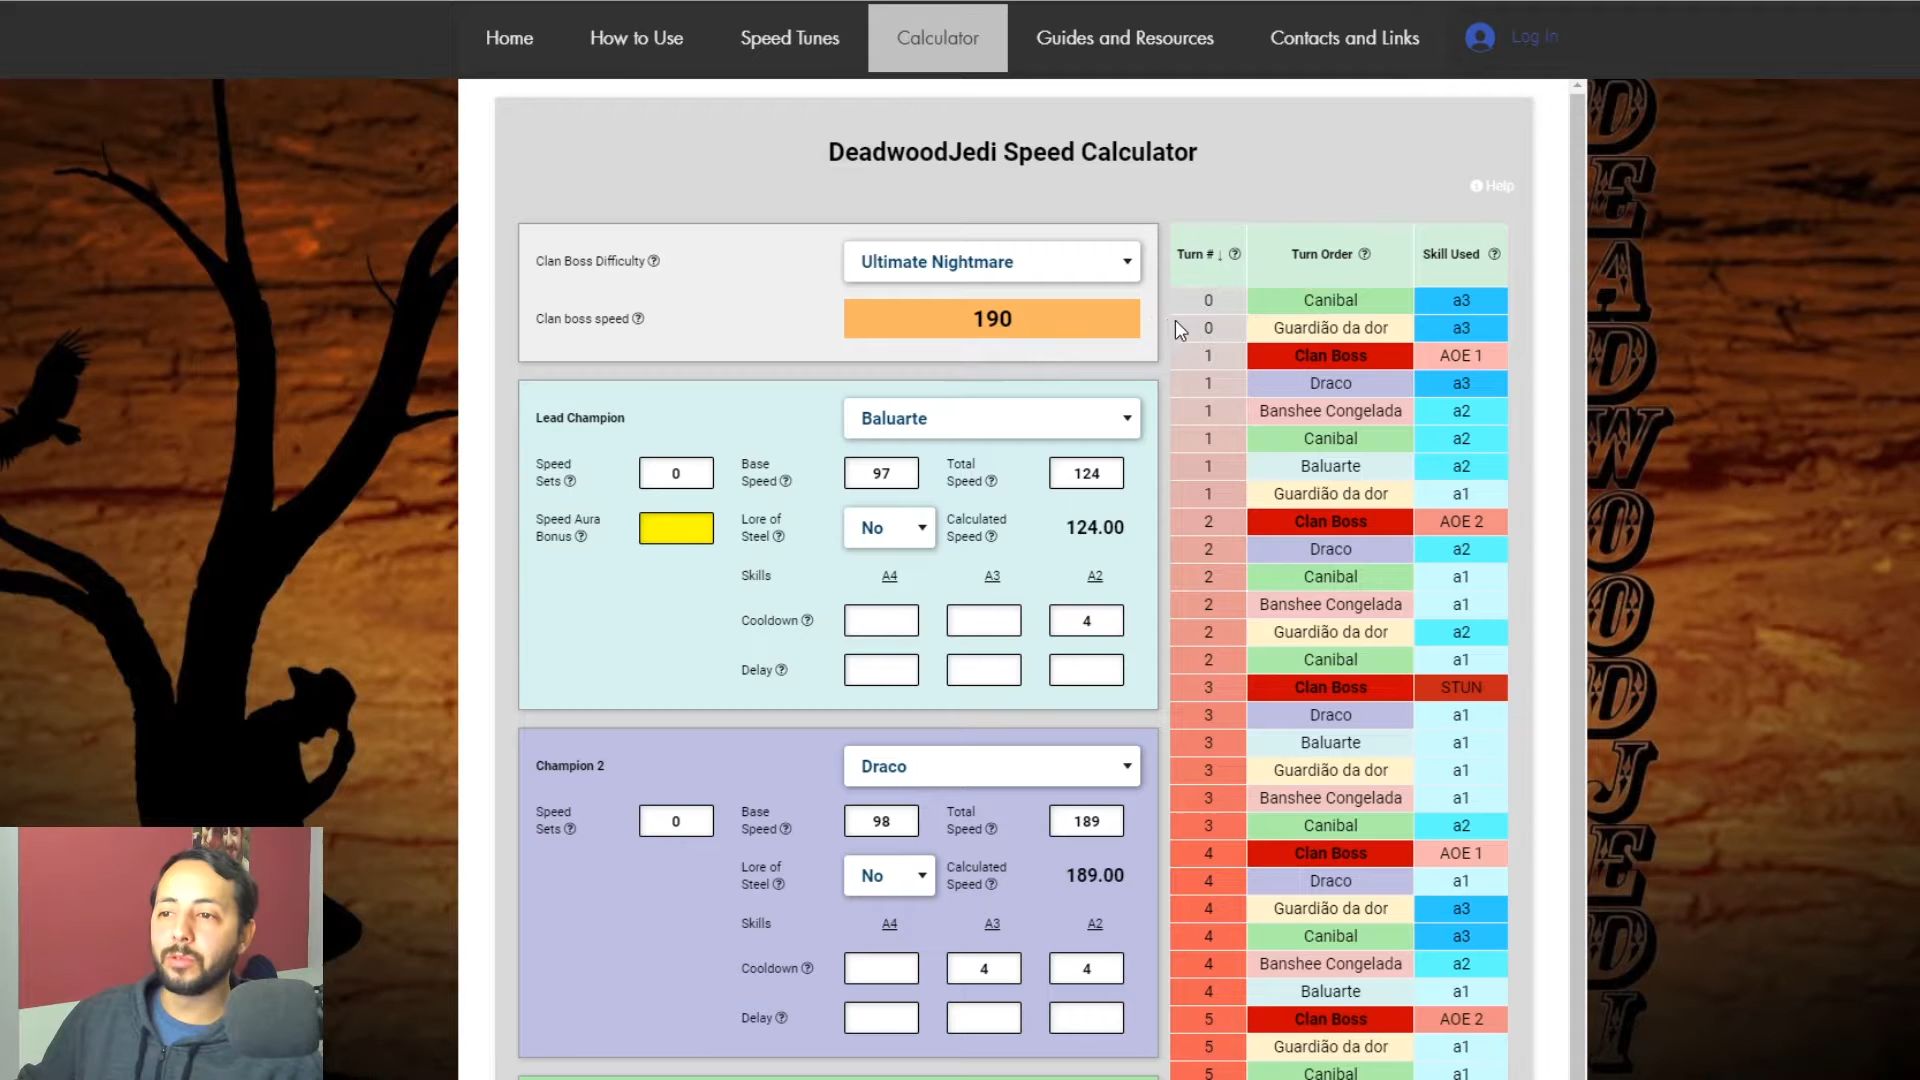 Home How to Use Speed Tunes Calculator Guides and Resources Contacts and Links Log In
DeadwoodJedi Speed Calculator
Help
Clan Boss Difficulty Ultimate Nightmare
Clan boss speed 190
Lead Champion Baluarte
Speed Sets 0 Base Speed 97 Total Speed 124
Speed Aura Bonus Lore of Steel No Calculated Speed 124.00
Skills A4 A3 A2
Cooldown 4
Delay
Champion 2 Draco
Speed Sets 0 Base Speed 98 Total Speed 189
Lore of Steel No Calculated Speed 189.00
Skills A4 A3 A2
Cooldown 4 4
Delay
Turn # ↓ Turn Order Skill Used
0 Canibal a3
0 Guardião da dor a3
1 Clan Boss AOE 1
1 Draco a3
1 Banshee Congelada a2
1 Canibal a2
1 Baluarte a2
1 Guardião da dor a1
2 Clan Boss AOE 2
2 Draco a2
2 Canibal a1
2 Banshee Congelada a1
2 Guardião da dor a2
2 Canibal a1
3 Clan Boss STUN
3 Draco a1
3 Baluarte a1
3 Guardião da dor a1
3 Banshee Congelada a1
3 Canibal a2
4 Clan Boss AOE 1
4 Draco a1
4 Guardião da dor a3
4 Canibal a3
4 Banshee Congelada a2
4 Baluarte a1
5 Clan Boss AOE 2
5 Guardião da dor a1
5 Canibal a1
DEADWOODJEDI